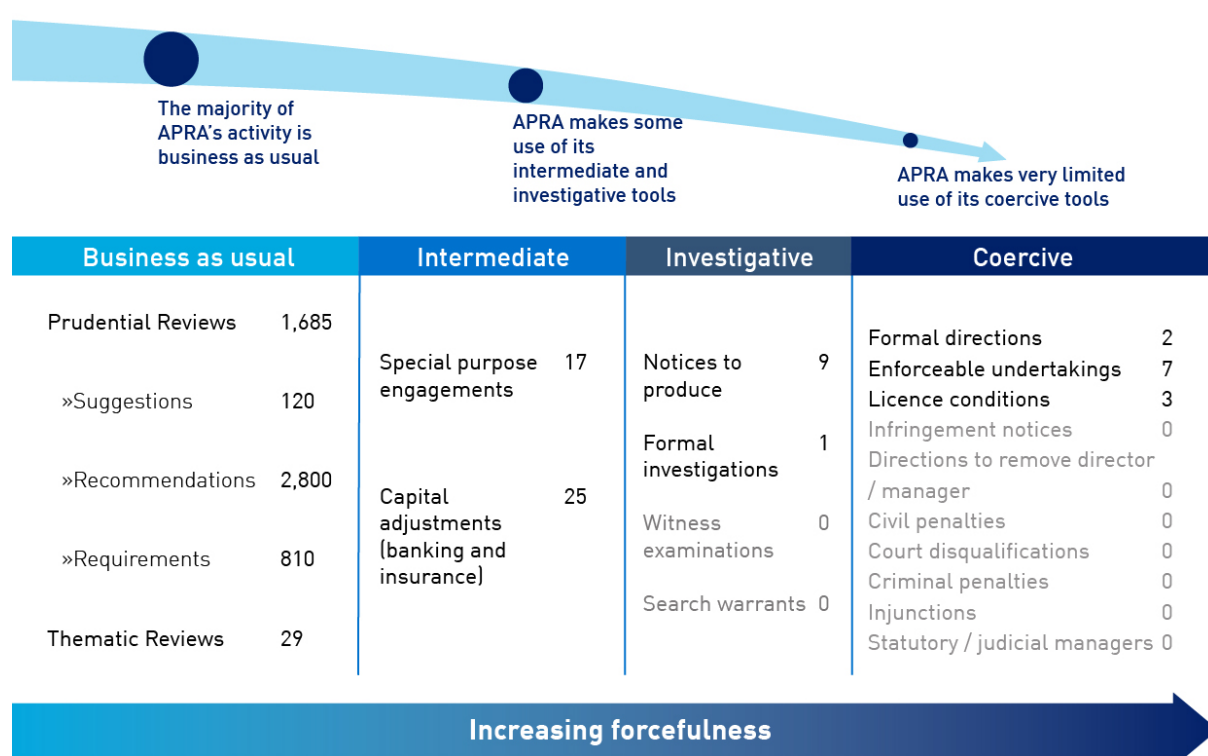 The majority of
APRA's activity is
business as usual
APRA makes some
use of its
intermediate and
investigative tools
APRA makes very limited
use of its coercive tools
Business as usual
Prudential Reviews 1,685
»Suggestions 120
»Recommendations 2,800
»Requirements 810
Thematic Reviews 29
Intermediate
Special purpose 17
engagements
Capital 25
adjustments
(banking and
insurance)
Investigative
Notices to 9
produce
Formal 1
investigations
Witness 0
examinations
Search warrants 0
Coercive
Formal directions 2
Enforceable undertakings 7
Licence conditions 3
Infringement notices 0
Directions to remove director
/ manager 0
Civil penalties 0
Court disqualifications 0
Criminal penalties 0
Injunctions 0
Statutory / judicial managers 0
Increasing forcefulness